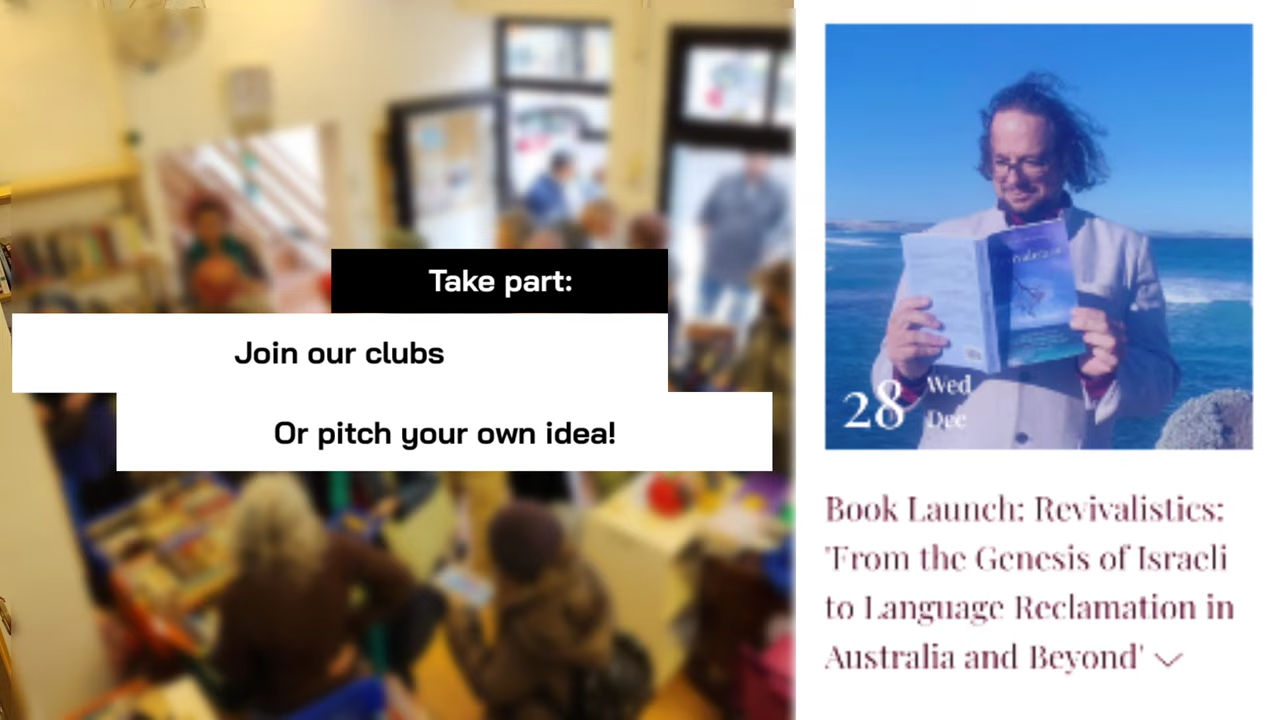 Take part:
Join our clubs
Or pitch your own idea!
28
Wed
Dec
Book Launch: Revivalistics:
'From the Genesis of Israeli
to Language Reclamation in
Australia and Beyond'